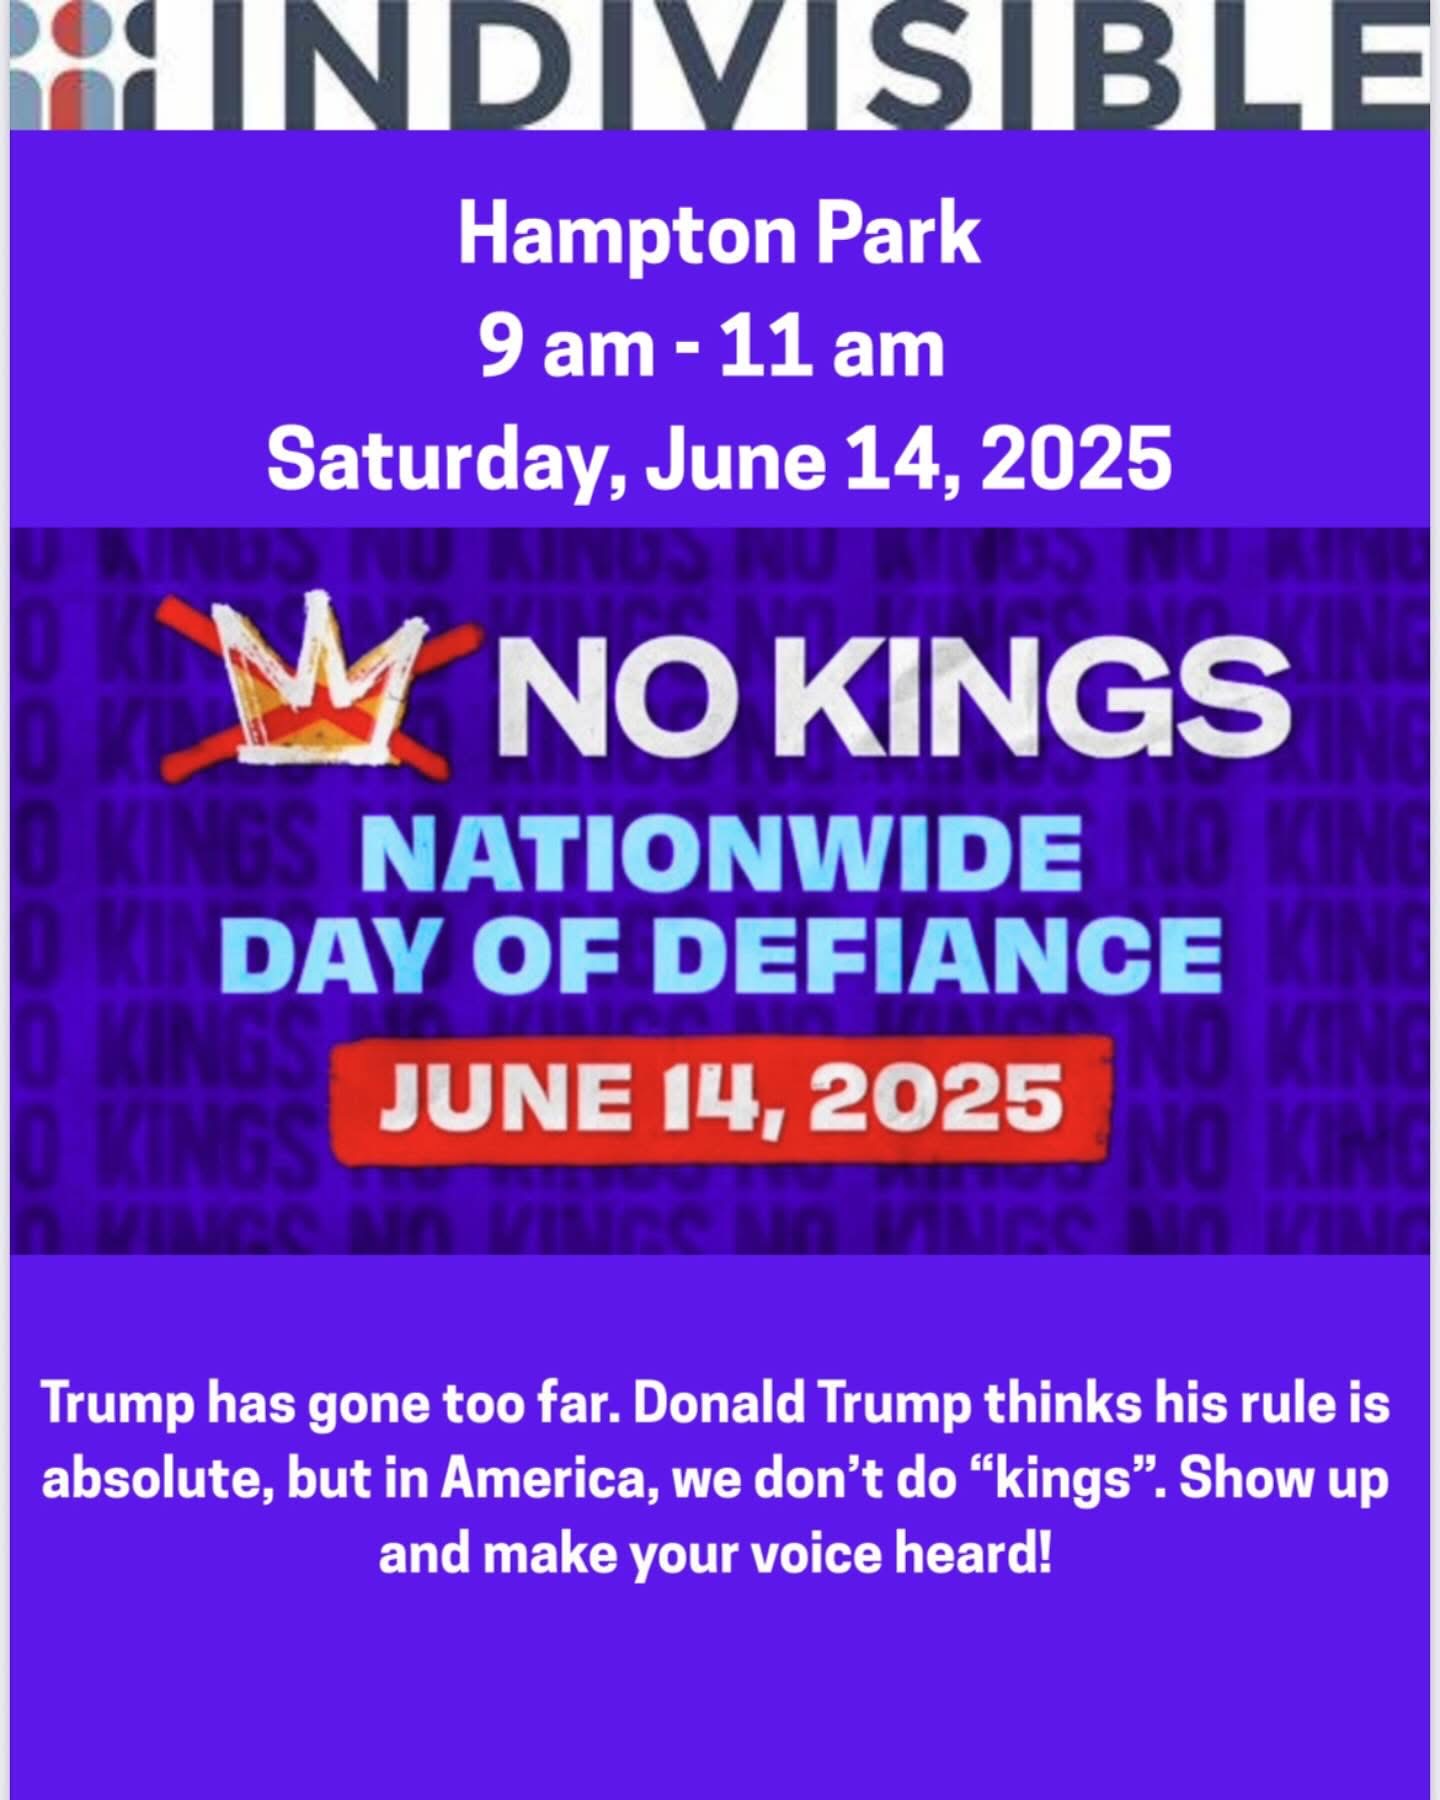 INDIVISIBLE
Hampton Park
9 am - 11 am
Saturday, June 14, 2025
NO KINGS
NATIONWIDE
DAY OF DEFIANCE
JUNE 14, 2025
Trump has gone too far. Donald Trump thinks his rule is
absolute, but in America, we don’t do “kings”. Show up
and make your voice heard!